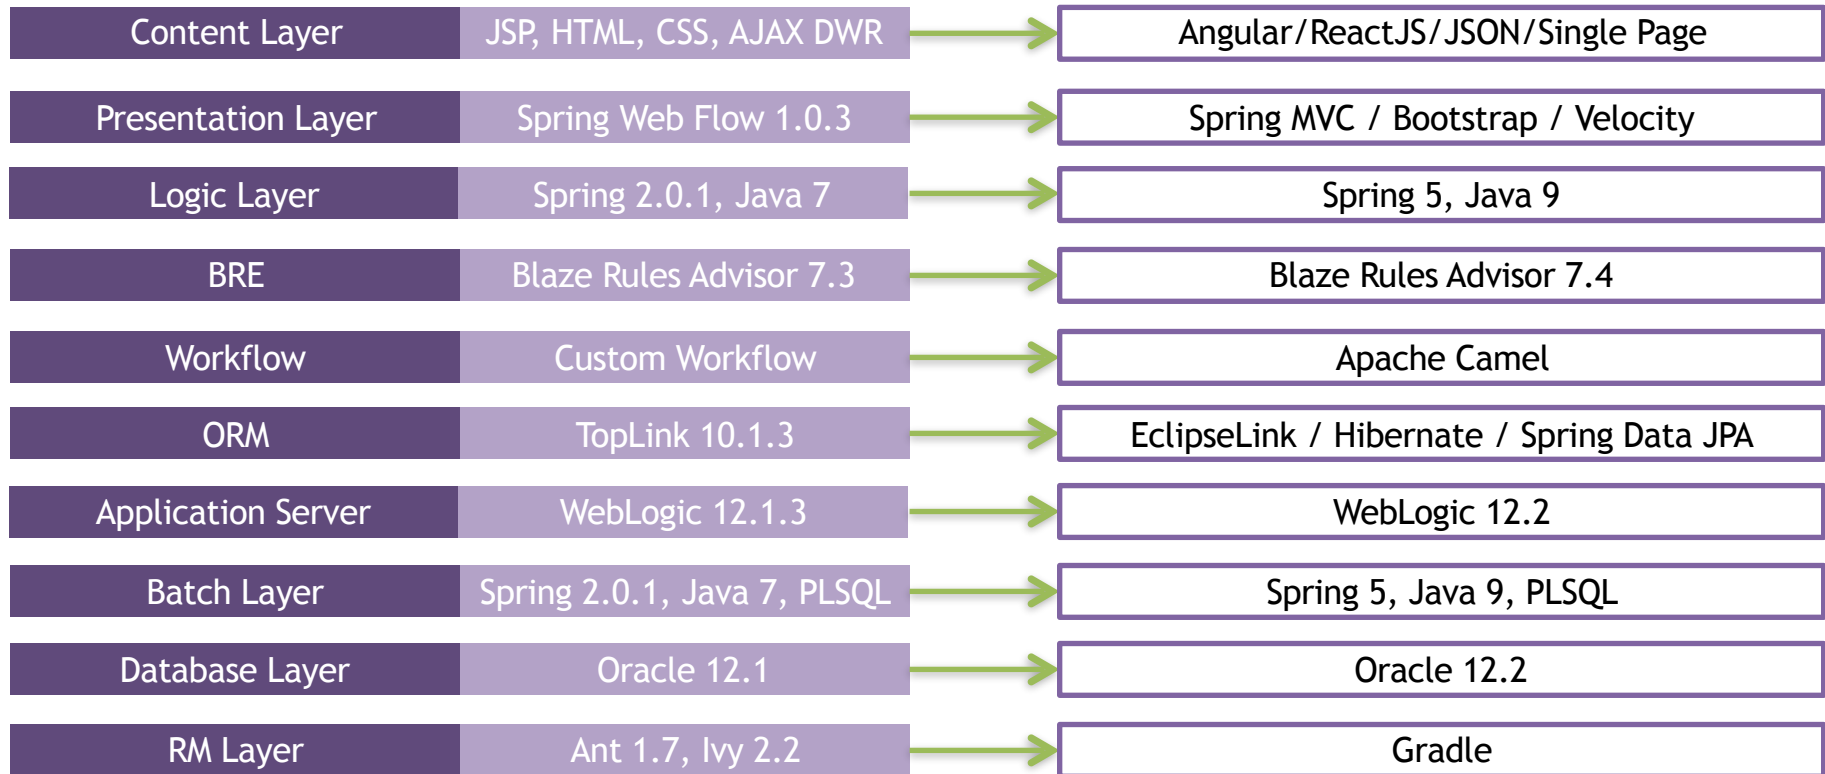 Content Layer JSP, HTML, CSS, AJAX DWR Angular/ReactJS/JSON/Single Page
Presentation Layer Spring Web Flow 1.0.3 Spring MVC / Bootstrap / Velocity
Logic Layer Spring 2.0.1, Java 7 Spring 5, Java 9
BRE Blaze Rules Advisor 7.3 Blaze Rules Advisor 7.4
Workflow Custom Workflow Apache Camel
ORM TopLink 10.1.3 EclipseLink / Hibernate / Spring Data JPA
Application Server WebLogic 12.1.3 WebLogic 12.2
Batch Layer Spring 2.0.1, Java 7, PLSQL Spring 5, Java 9, PLSQL
Database Layer Oracle 12.1 Oracle 12.2
RM Layer Ant 1.7, Ivy 2.2 Gradle